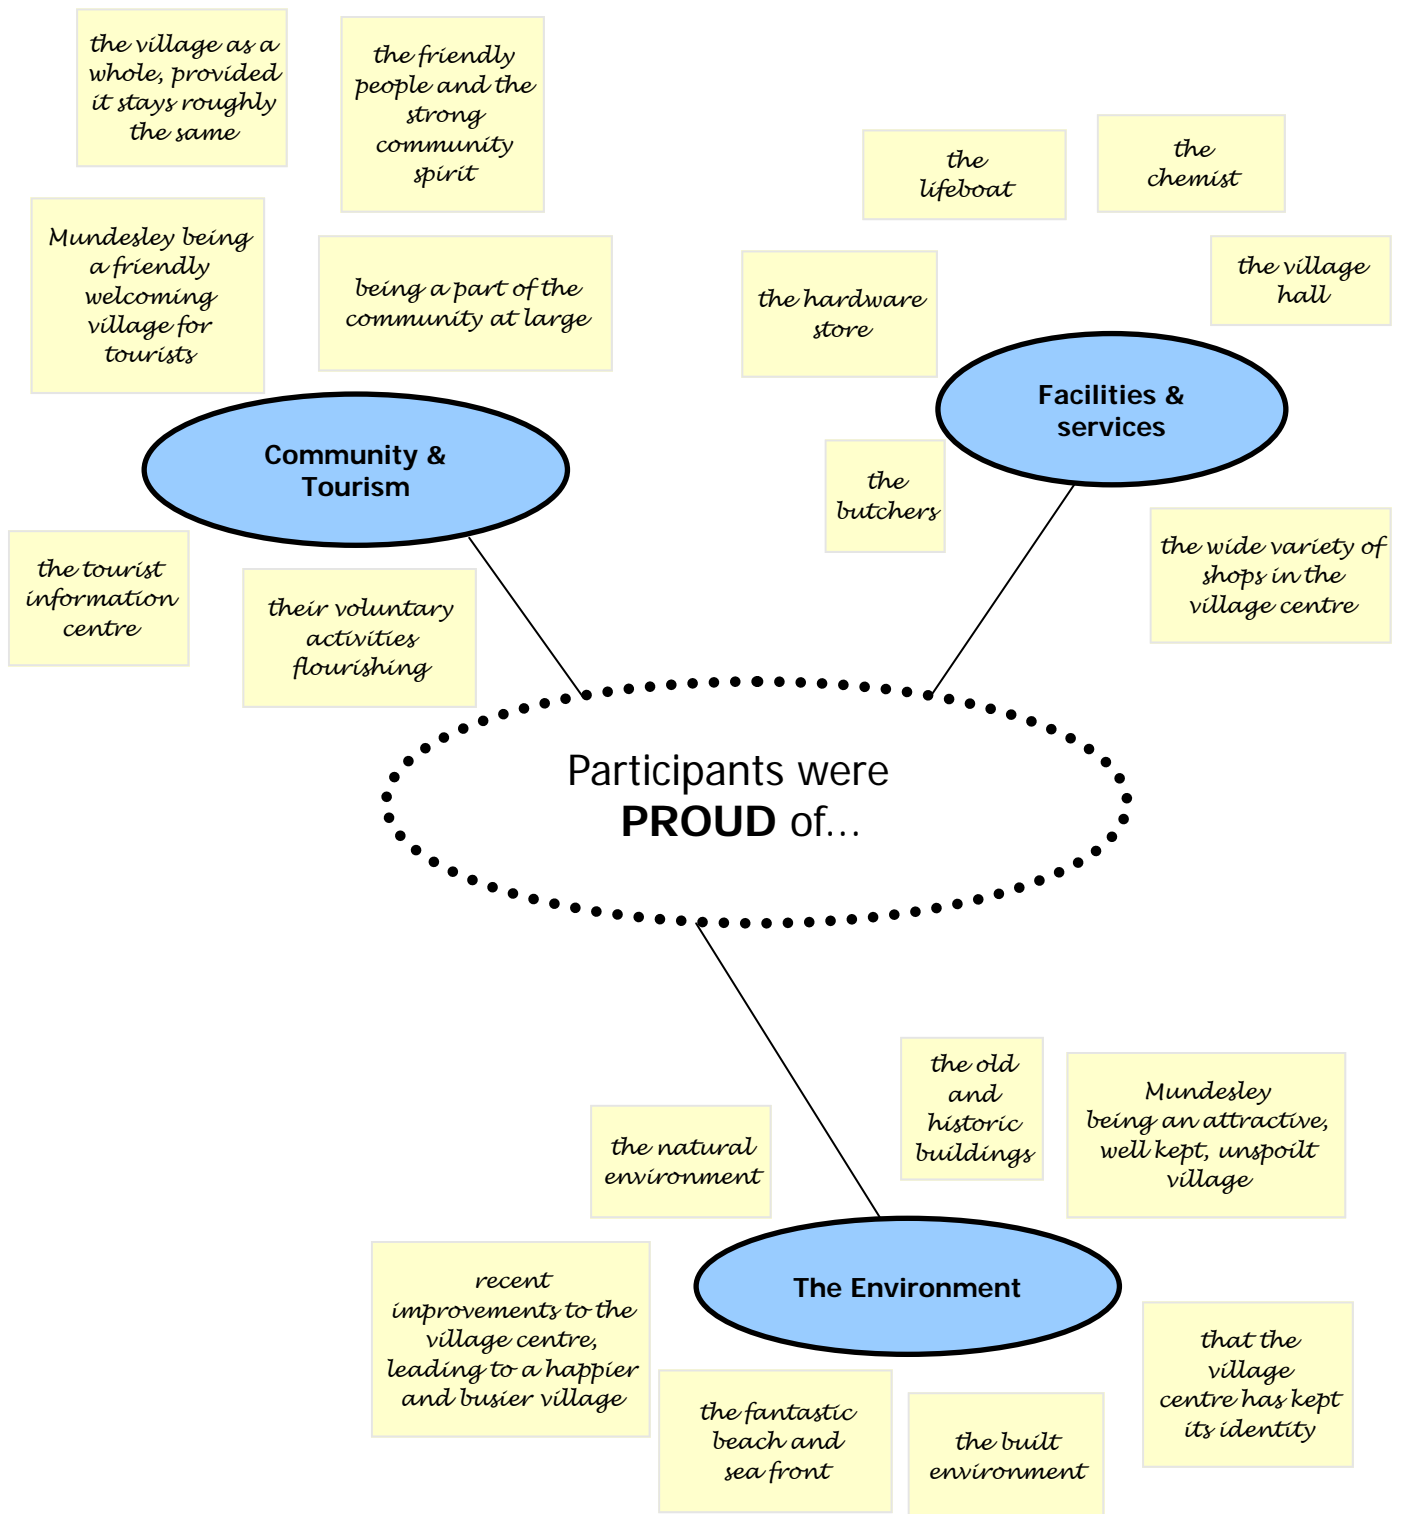 the village as a
whole, provided
it stays roughly
the same
the friendly
people and the
strong
community
spirit
Mundesley being
a friendly
welcoming
village for
tourists
being a part of the
community at large
Community &
Tourism
the tourist
information
centre
their voluntary
activities
flourishing
the
lifeboat
the
chemist
the hardware
store
the village
hall
Facilities &
services
the
butchers
the wide variety of
shops in the
village centre
Participants were
PROUD of...
the natural
environment
the old
and
historic
buildings
Mundesley
being an attractive,
well kept, unspoilt
village
The Environment
recent
improvements to the
village centre,
leading to a happier
and busier village
the fantastic
beach and
sea front
the built
environment
that the
village
centre has kept
its identity